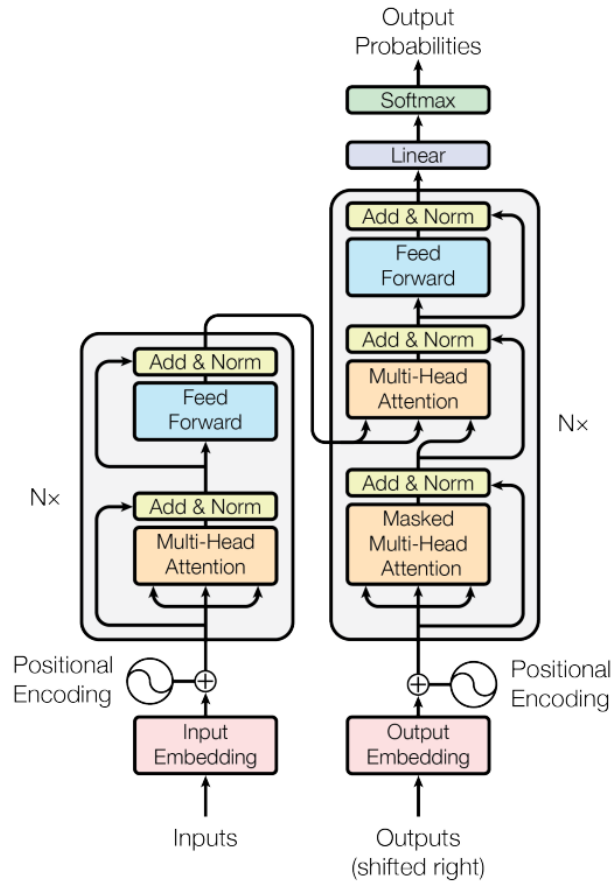 Output
Probabilities
Softmax
Linear
Add & Norm
Feed
Forward
Add & Norm
Multi-Head
Attention
Add & Norm
Masked
Multi-Head
Attention
N×
Add & Norm
Feed
Forward
Add & Norm
Multi-Head
Attention
N×
Positional
Encoding
Positional
Encoding
Input
Embedding
Output
Embedding
Inputs
Outputs
(shifted right)